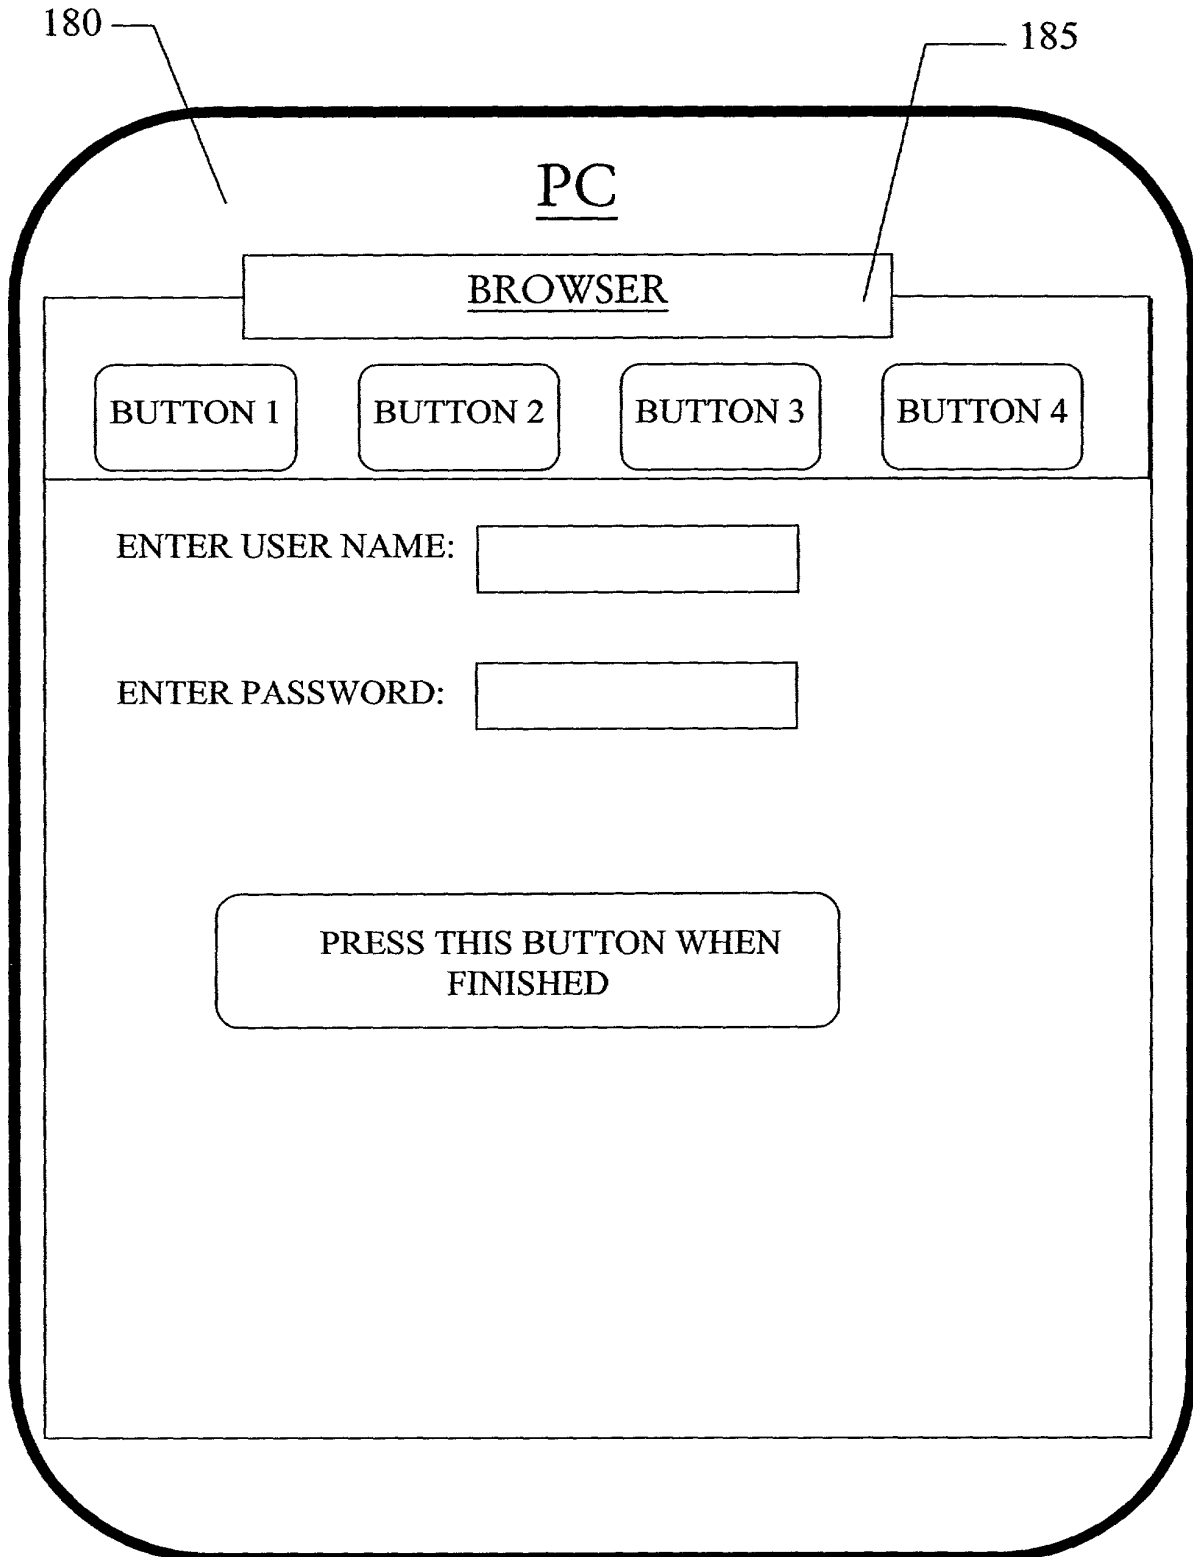 180
185
PC
BROWSER
BUTTON 1
BUTTON 2
BUTTON 3
BUTTON 4
ENTER USER NAME:
ENTER PASSWORD:
PRESS THIS BUTTON WHEN
FINISHED